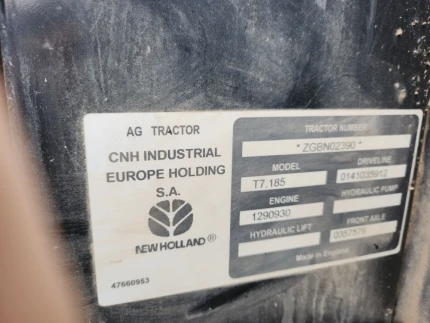 AG TRACTOR
CNH INDUSTRIAL
EUROPE HOLDING
S.A.
NEW HOLLAND®
47660953
TRACTOR NUMBER
* ZGBN02390 *
MODEL DRIVELINE
T7.185 0141035912
ENGINE HYDRAULIC PUMP
1290930
HYDRAULIC LIFT FRONT AXLE
0357576
Made in England